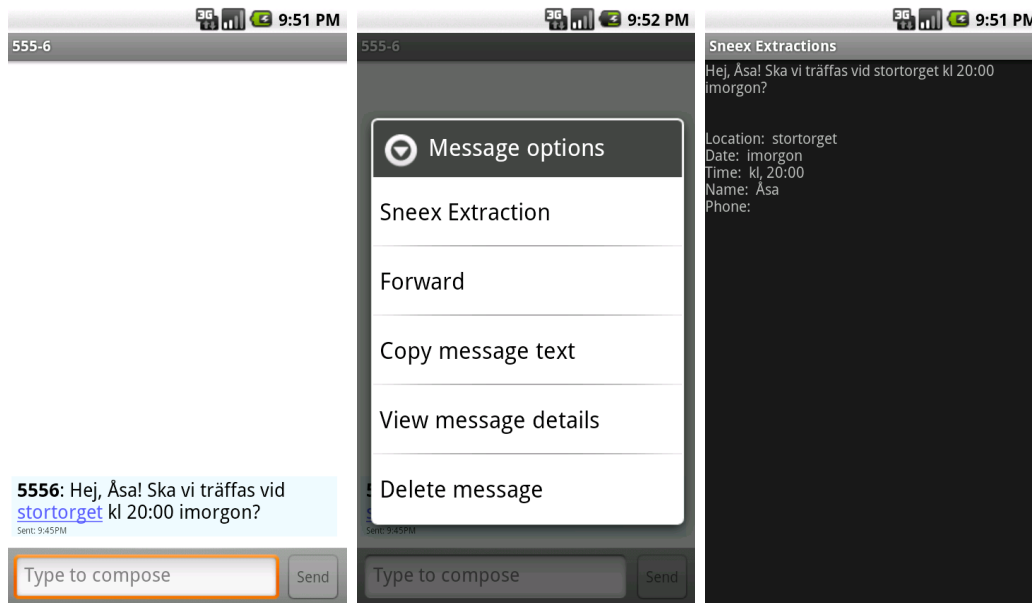 3G 9:51 PM
555-6
5556: Hej, Åsa! Ska vi träffas vid
stortorget kl 20:00 imorgon?
Sent: 9:45PM
Type to compose
Send
3G 9:52 PM
555-6
Message options
Sneex Extraction
Forward
Copy message text
View message details
Delete message
5
s
Sent: 9:45PM
Type to compose
Send
3G 9:51 PM
Sneex Extractions
Hej, Åsa! Ska vi träffas vid stortorget kl 20:00
imorgon?
Location: stortorget
Date: imorgon
Time: kl, 20:00
Name: Åsa
Phone: